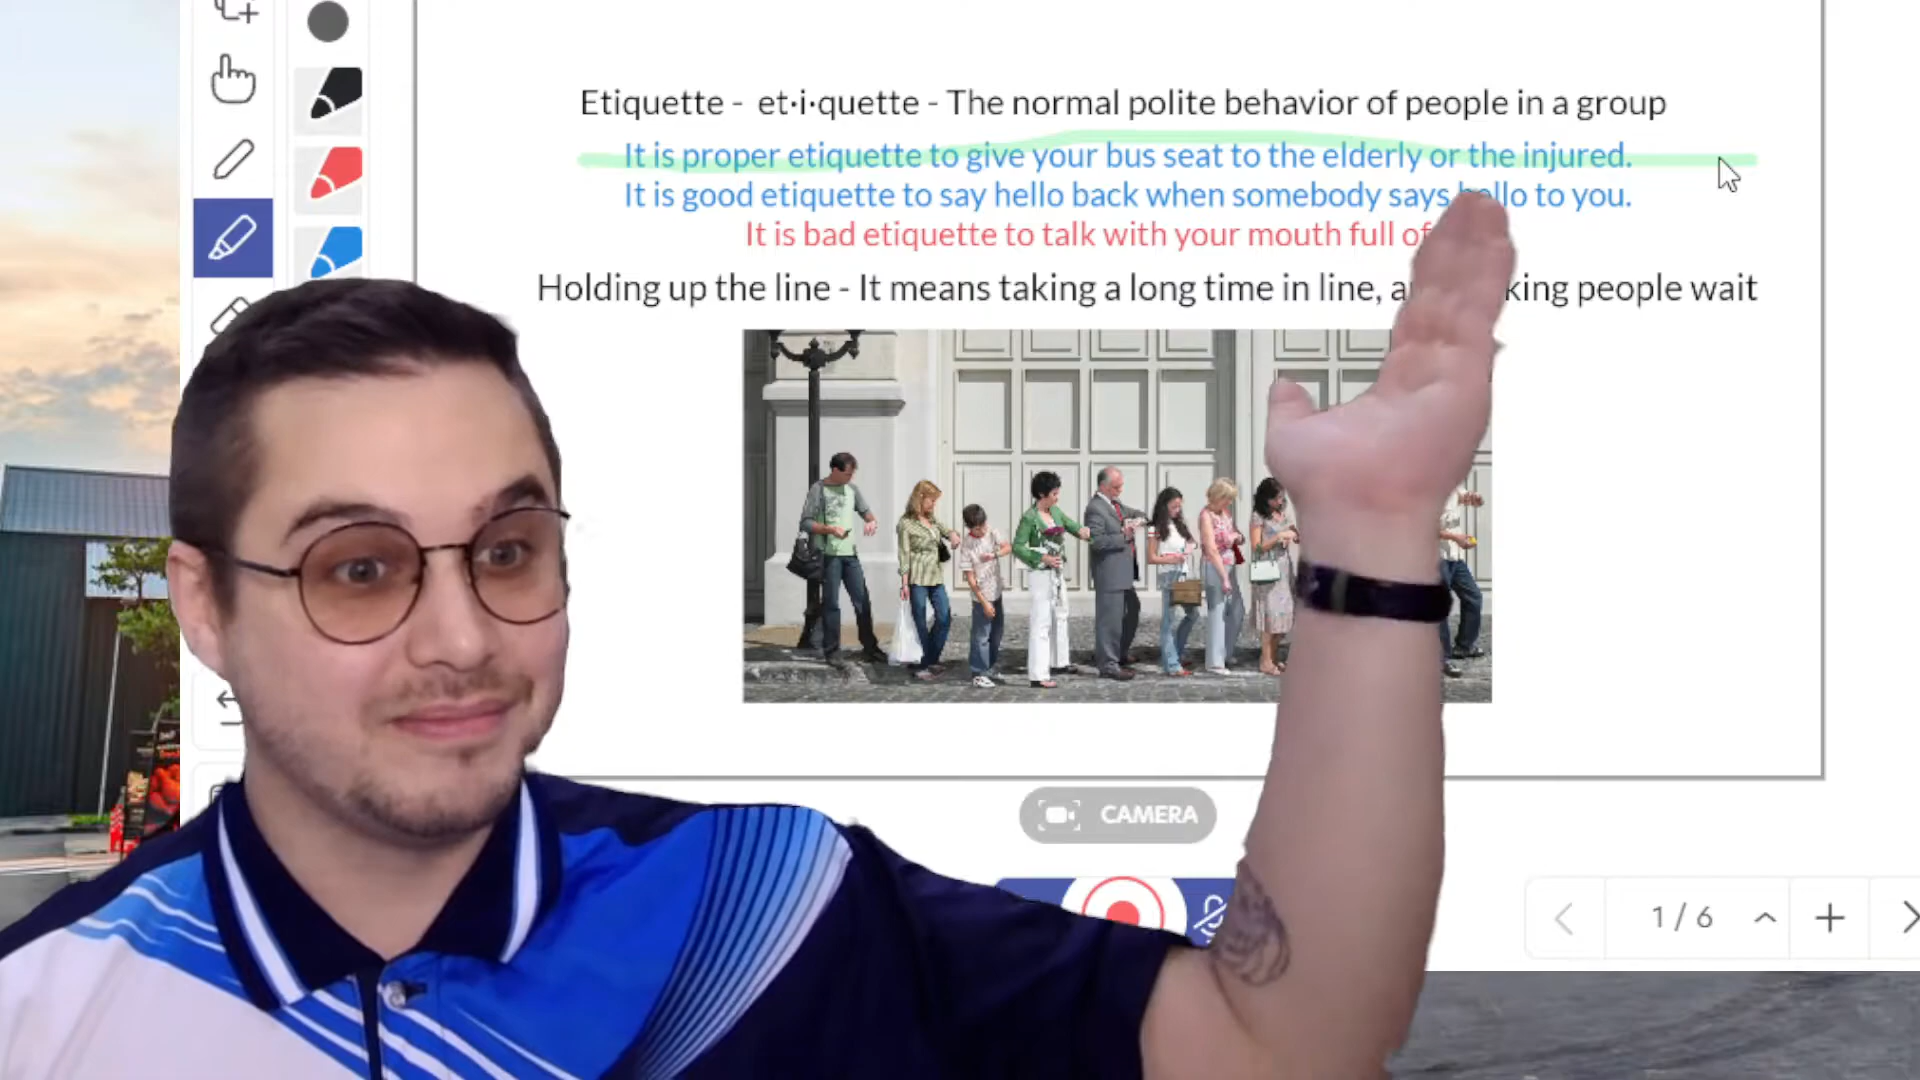 Etiquette - et·i·quette - The normal polite behavior of people in a group
It is proper etiquette to give your bus seat to the elderly or the injured.
It is good etiquette to say hello back when somebody says hello to you.
It is bad etiquette to talk with your mouth full of
Holding up the line - It means taking a long time in line, a king people wait
CAMERA
1 / 6